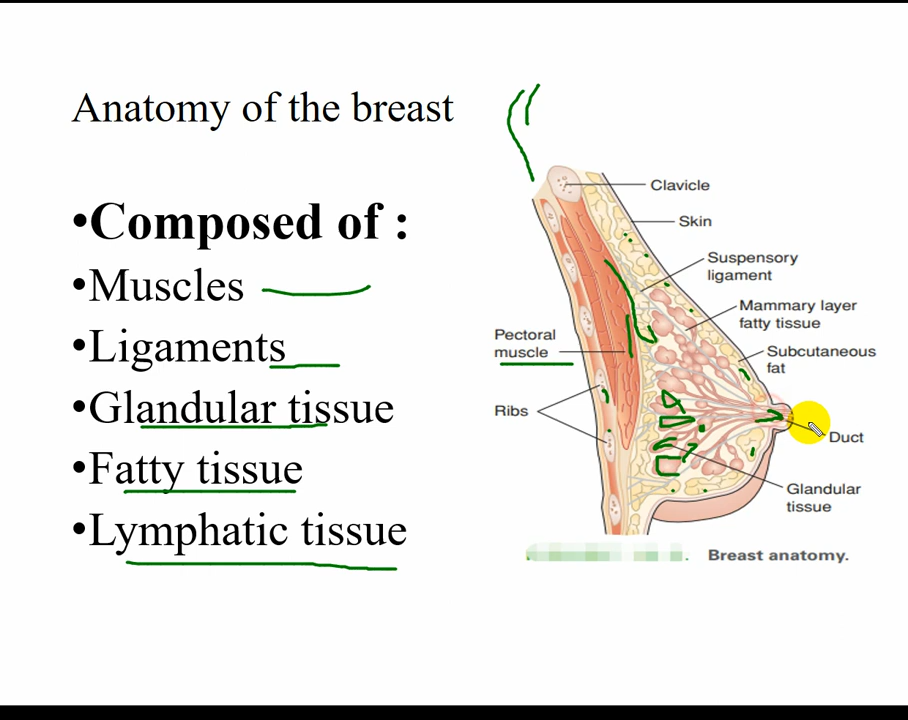 Anatomy of the breast
•Composed of :
•Muscles
•Ligaments
•Glandular tissue
•Fatty tissue
•Lymphatic tissue
Clavicle
Skin
Suspensory
ligament
Mammary layer
fatty tissue
Pectoral
muscle
Subcutaneous
fat
Ribs
Duct
Glandular
tissue
Breast anatomy.